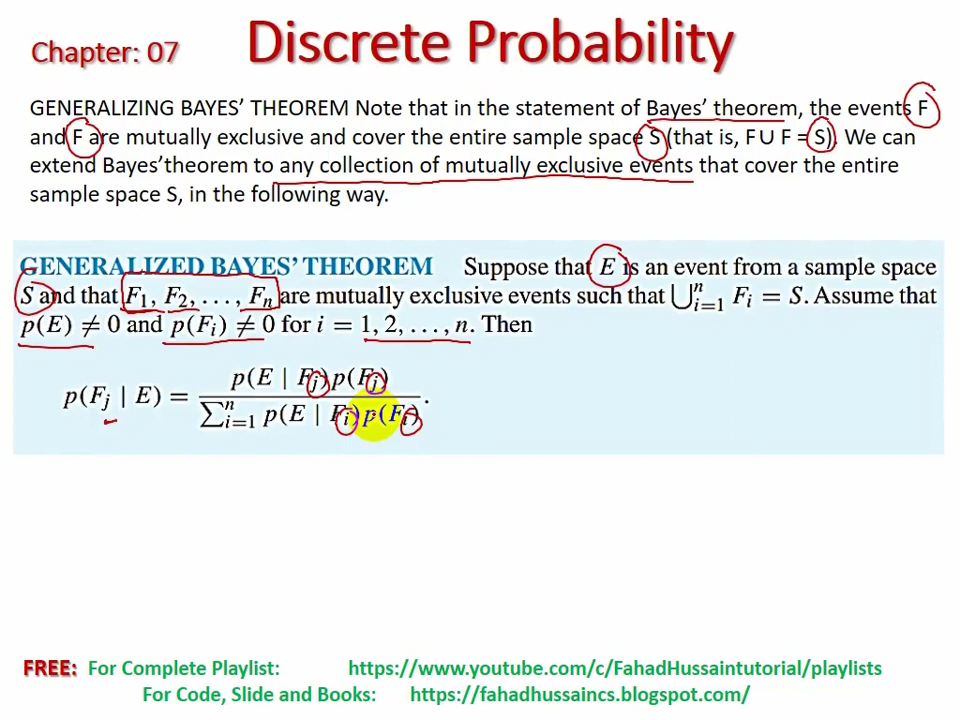 Chapter: 07 Discrete Probability
GENERALIZING BAYES’ THEOREM Note that in the statement of Bayes’ theorem, the events F
and F are mutually exclusive and cover the entire sample space S (that is, F U F = S). We can
extend Bayes’theorem to any collection of mutually exclusive events that cover the entire
sample space S, in the following way.
GENERALIZED BAYES’ THEOREM Suppose that E is an event from a sample space
S and that F₁, F₂, . . . , Fₙ are mutually exclusive events such that ⋃ⁿᵢ₌₁ Fᵢ = S. Assume that
p(E) ≠ 0 and p(Fᵢ) ≠ 0 for i = 1, 2, . . . , n. Then
p(Fⱼ | E) = p(E | Fⱼ)p(Fⱼ) / ∑ⁿᵢ₌₁ p(E | Fᵢ)p(Fᵢ).
FREE: For Complete Playlist: https://www.youtube.com/c/FahadHussaintutorial/playlists
For Code, Slide and Books: https://fahadhussaincs.blogspot.com/